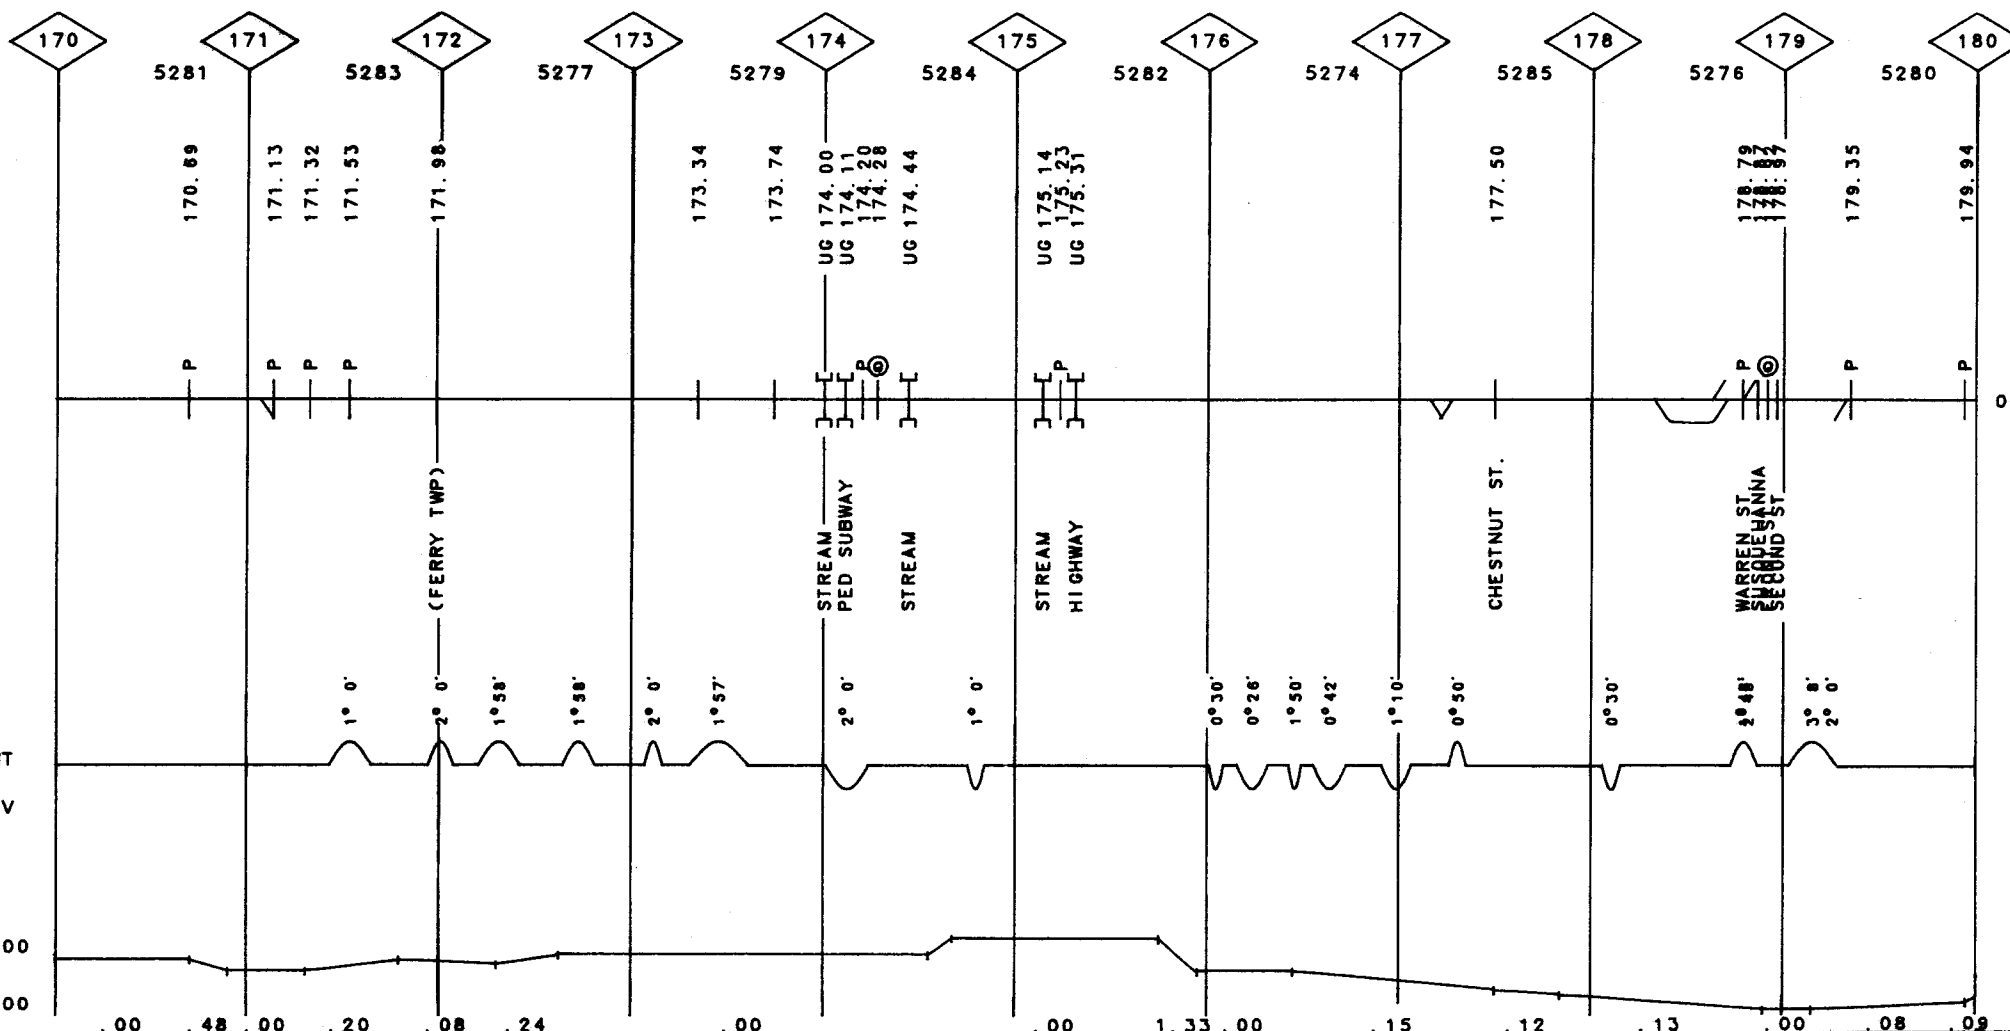 170 171 172 173 174 175 176 177 178 179 180
5281 5283 5277 5279 5284 5282 5274 5285 5276 5280
170.69
171.13
171.32
171.53
171.98
173.34
173.74
UG 174.00
UG 174.11
174.20
174.28
UG 174.44
UG 175.14
175.23
UG 175.31
177.50
178.79
178.97
179.35
179.94
P P P P P P P P P
0
(FERRY TWP)
STREAM
PED SUBWAY
STREAM
STREAM
HIGHWAY
CHESTNUT ST.
WARREN ST
SUSQUEHANNA
SECOND ST
1° 0' 2° 0' 1°58' 1°58' 2° 0' 1°57' 2° 0' 1° 0' 0°30' 0°26' 1°50' 0°42' 1°10' 0°50' 0°30' 3° 8' 2° 0'
T
V
00
00
.00 .48 .00 .20 .08 .24 .00 .00 1.33 .00 .15 .12 .13 .00 .08 .09